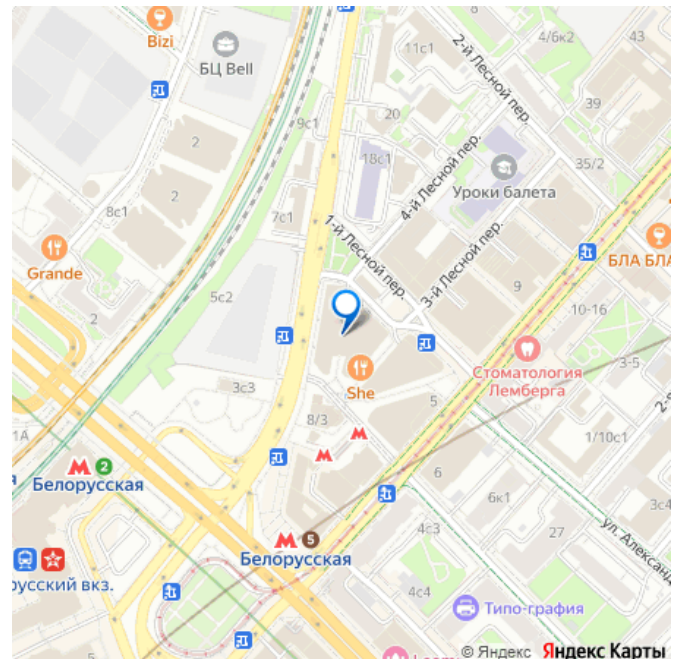 Bizi
БЦ Bell
11с1
2-й Лесной пер.
4/6к2
43
39
2
9с1
20
18с1
4-й Лесной пер.
35/2
Уроки балета
2
8с1
7с1
1-й Лесной пер.
3-й Лесной пер.
БЛА БЛА
Grande
5с2
9
10-16
2
3-5
Стоматология
Лемберга
3с3
She
8/3
5
1/10с1
1А
2
Белорусская
6
6к1
3с4
27
ул. Александ
4с3
5
Белорусская
русский вкз.
4с4
Типо-графия
© Яндекс Яндекс Карты